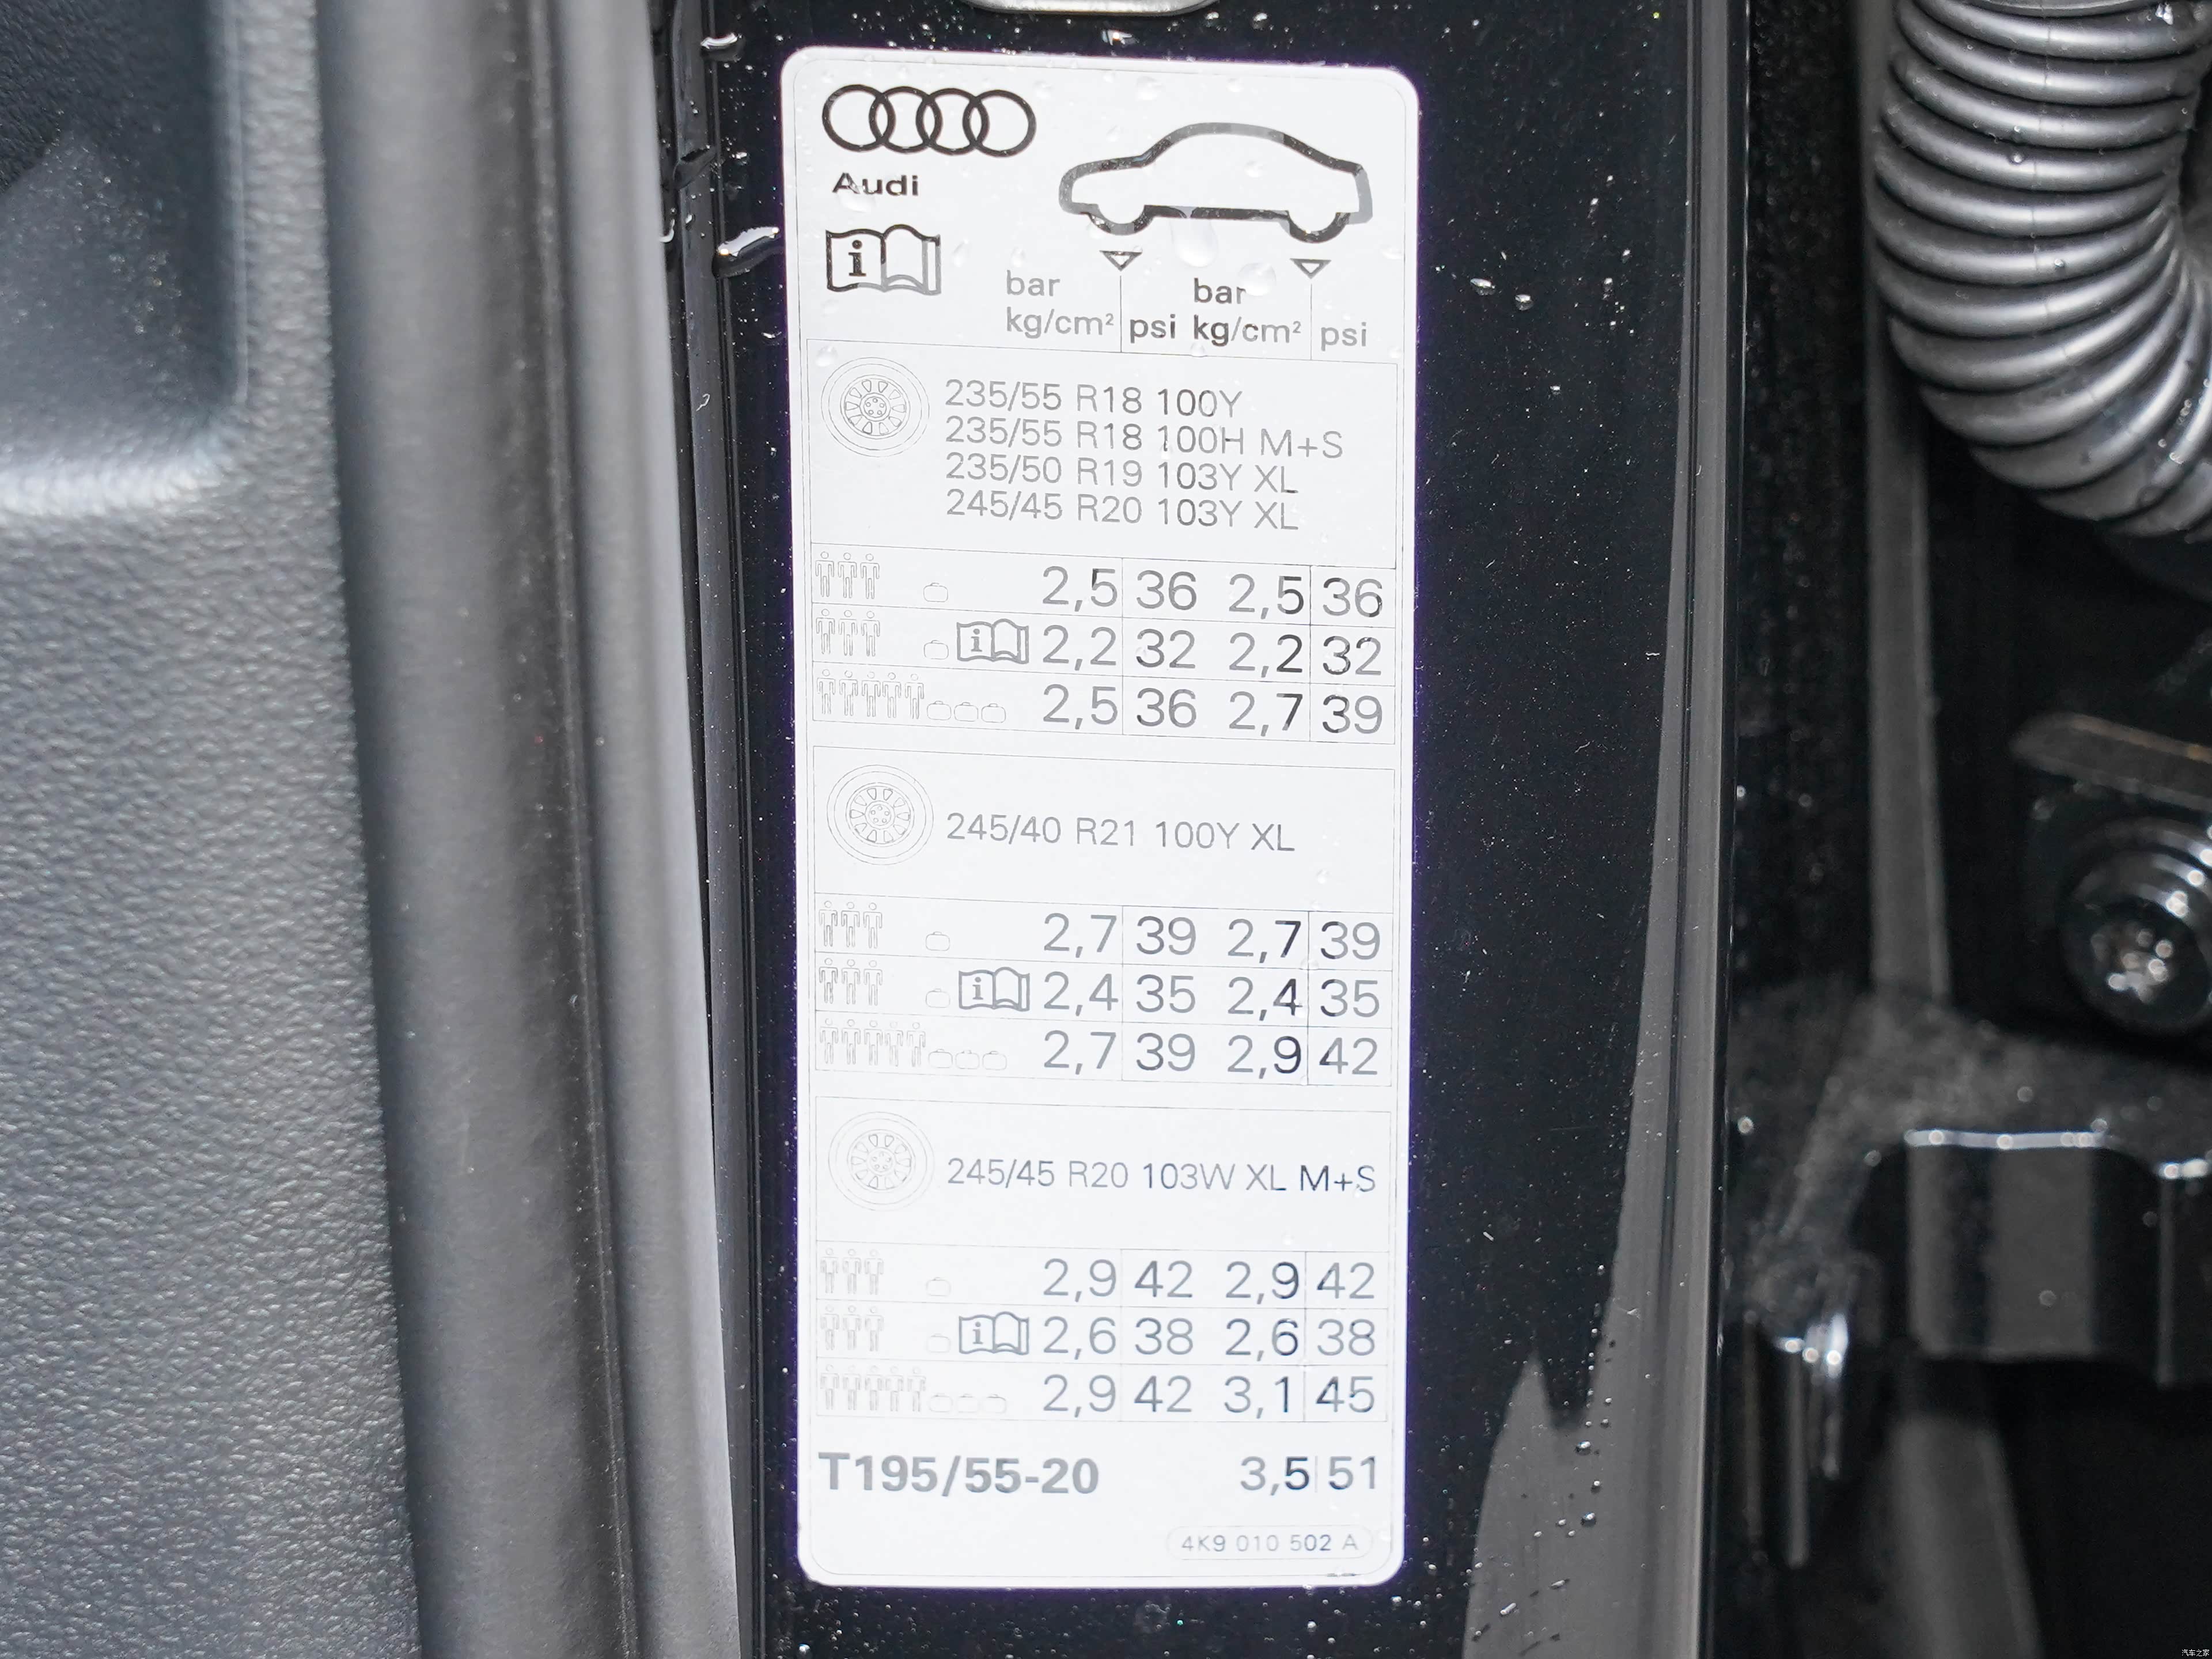 Audi
bar bar
kg/cm² psi kg/cm² psi
235/55 R18 100Y
235/55 R18 100H M+S
235/50 R19 103Y XL
245/45 R20 103Y XL
2,5 36 2,5 36
i 2,2 32 2,2 32
2,5 36 2,7 39
245/40 R21 100Y XL
2,7 39 2,7 39
i 2,4 35 2,4 35
2,7 39 2,9 42
245/45 R20 103W XL M+S
2,9 42 2,9 42
i 2,6 38 2,6 38
2,9 42 3,1 45
T195/55-20 3,5 51
4K9 010 502 A
汽车之家